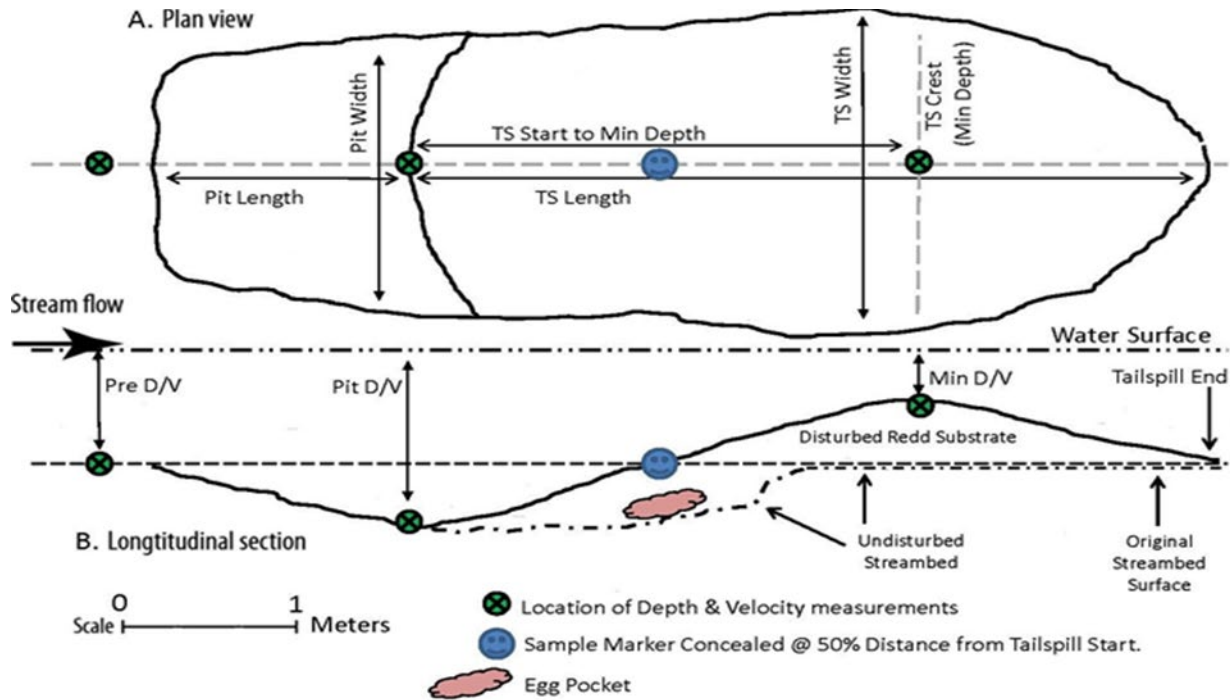 A. Plan view
Pit Width
TS Width
TS Crest
(Min Depth)
TS Start to Min Depth
Pit Length
TS Length
Stream flow
Water Surface
Pre D/V
Pit D/V
Min D/V
Tailspill End
Disturbed Redd Substrate
B. Longtitudinal section
Undisturbed
Streambed
Original
Streambed
Surface
0 1
Scale Meters
Location of Depth & Velocity measurements
Sample Marker Concealed @ 50% Distance from Tailspill Start.
Egg Pocket